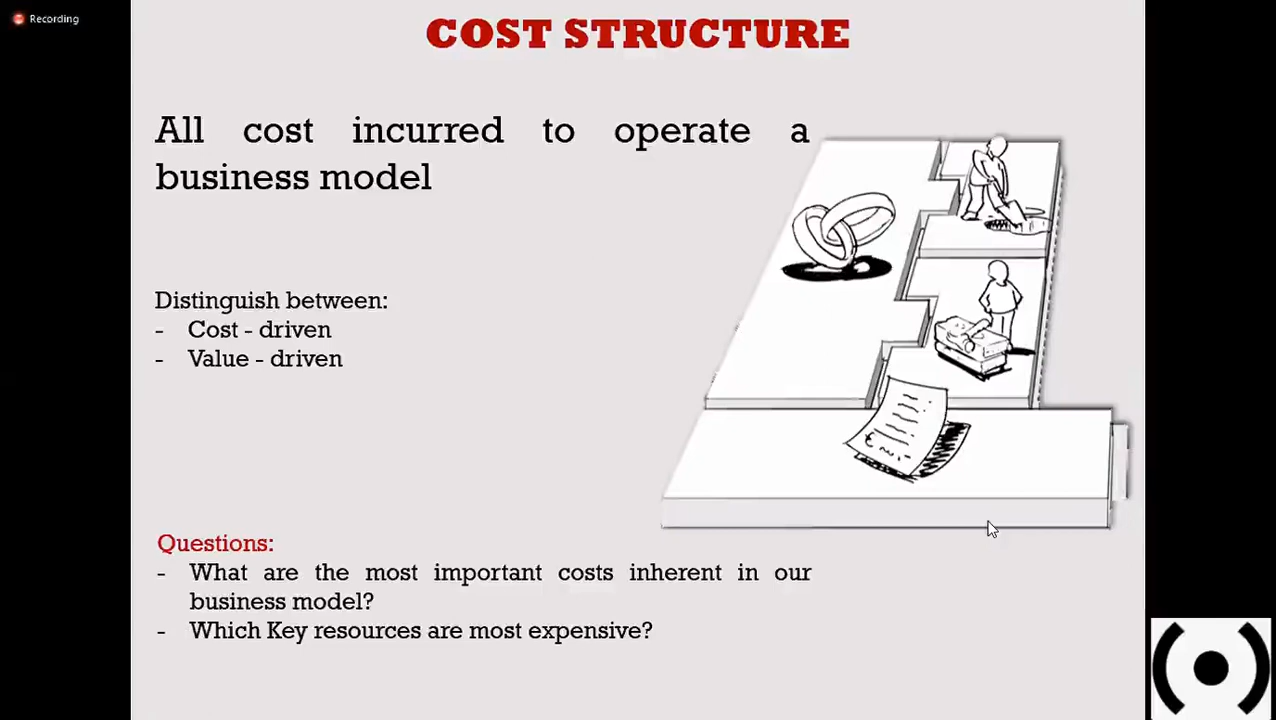 Recording
COST STRUCTURE
All cost incurred to operate a
business model
Distinguish between:
- Cost - driven
- Value - driven
Questions:
- What are the most important costs inherent in our
business model?
- Which Key resources are most expensive?